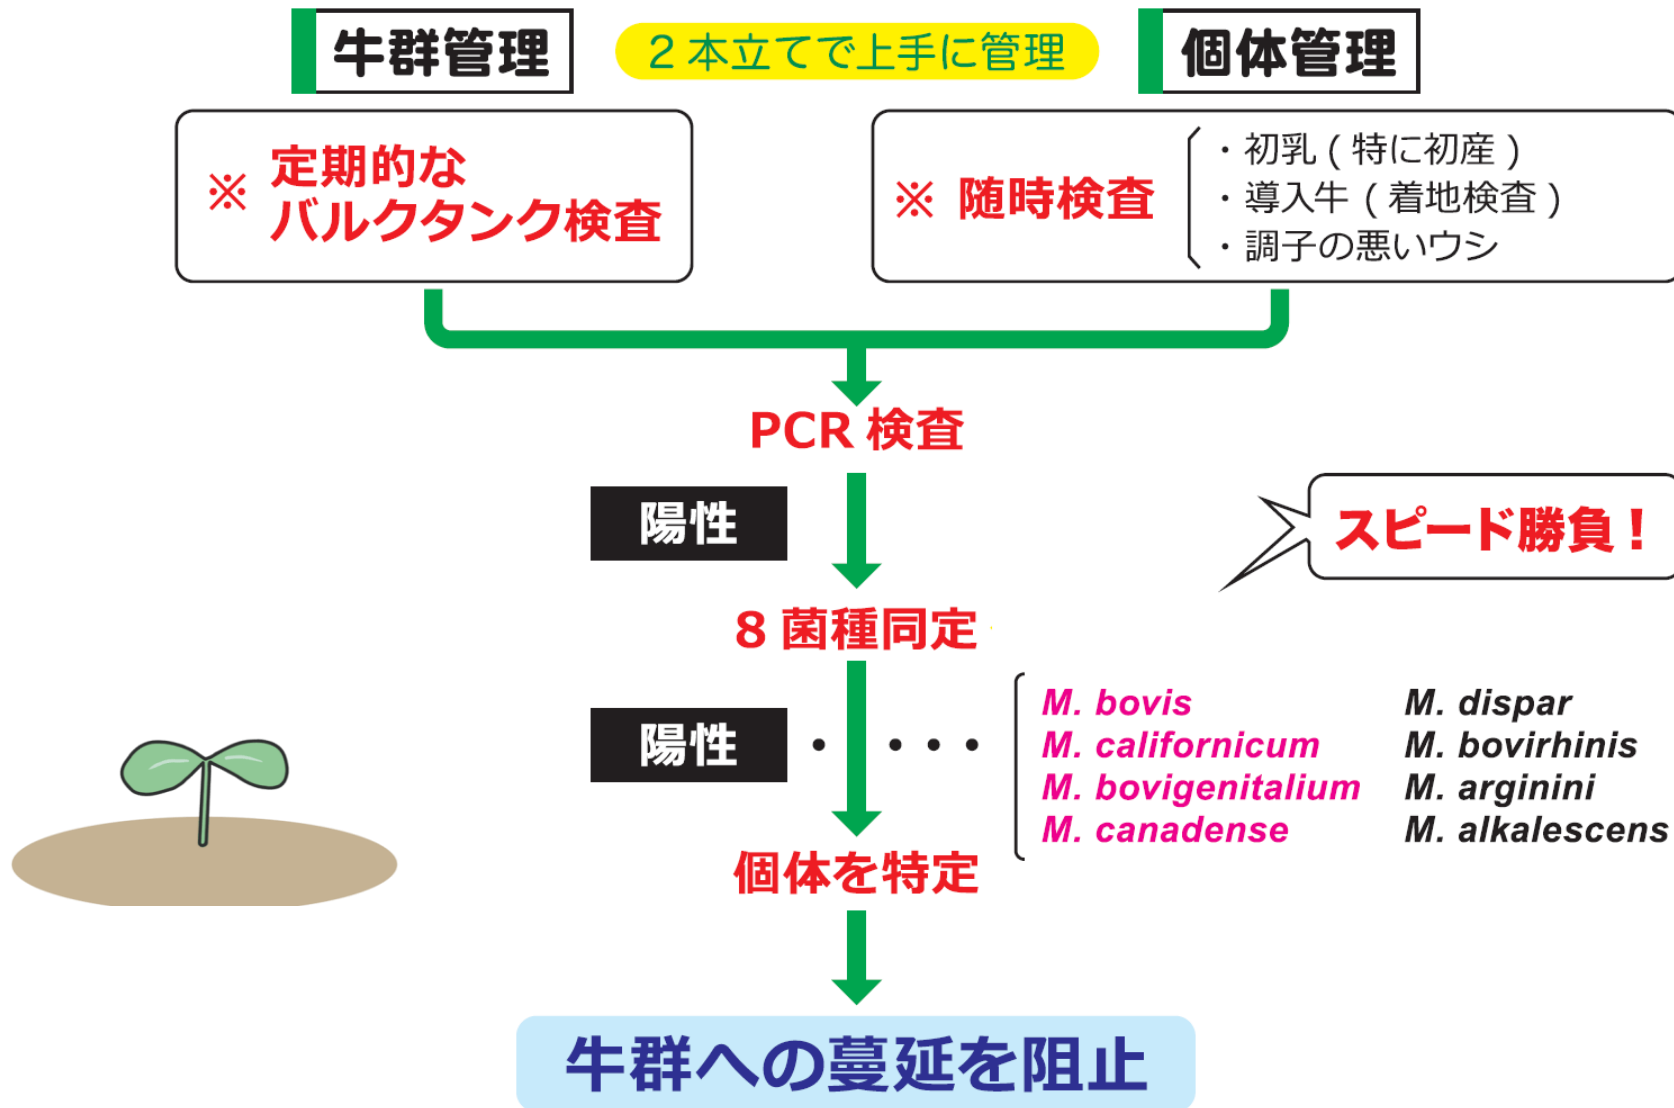 牛群管理
2本立てで上手に管理
個体管理
※ 定期的な
バルクタンク検査
※ 随時検査
・初乳 ( 特に初産 )
・導入牛 ( 着地検査 )
・調子の悪いウシ
PCR 検査
陽性
スピード勝負！
8 菌種同定
陽性 ・ ・・・
M. bovis
M. californicum
M. bovigenitalium
M. canadense
M. dispar
M. bovirhinis
M. arginini
M. alkalescens
個体を特定
牛群への蔓延を阻止